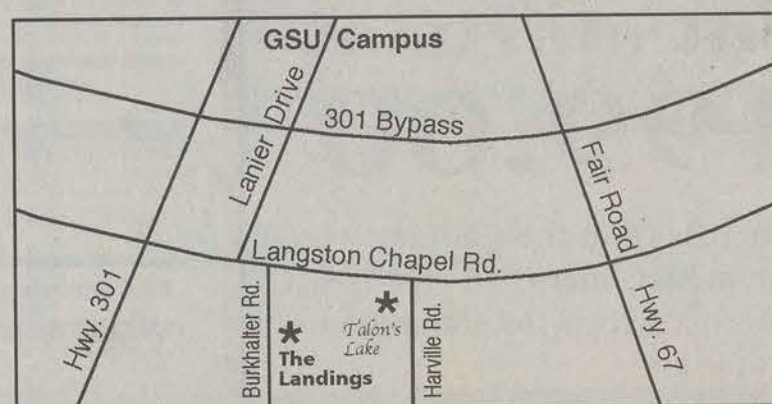 GSU Campus
Lanier Drive
301 Bypass
Fair Road
Langston Chapel Rd.
Hwy. 301
Burkhalter Rd.
*
The
Landings
*
Talon's
Lake
Harville Rd.
Hwy. 67